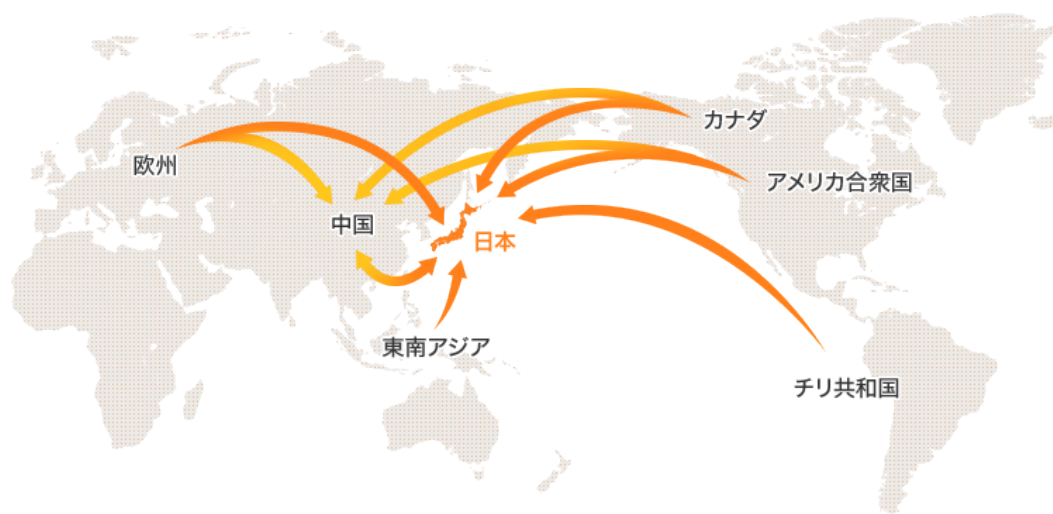 カナダ
欧州
アメリカ合衆国
中国
日本
東南アジア
チリ共和国